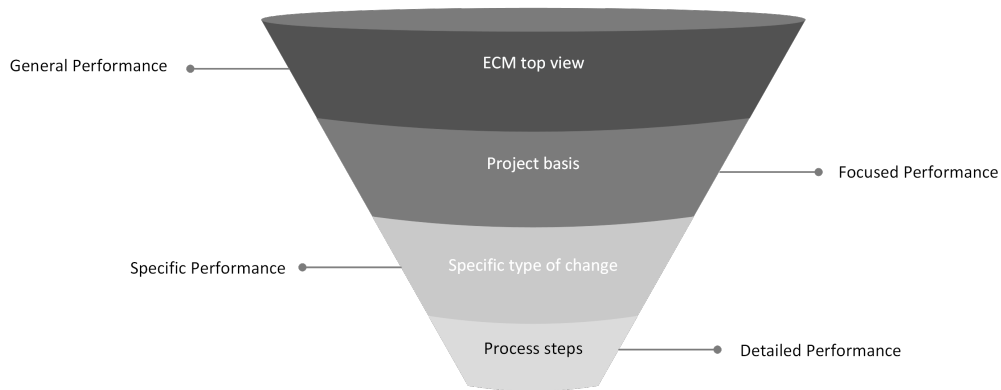 ECM top view
General Performance
Project basis
Focused Performance
Specific type of change
Specific Performance
Process steps
Detailed Performance